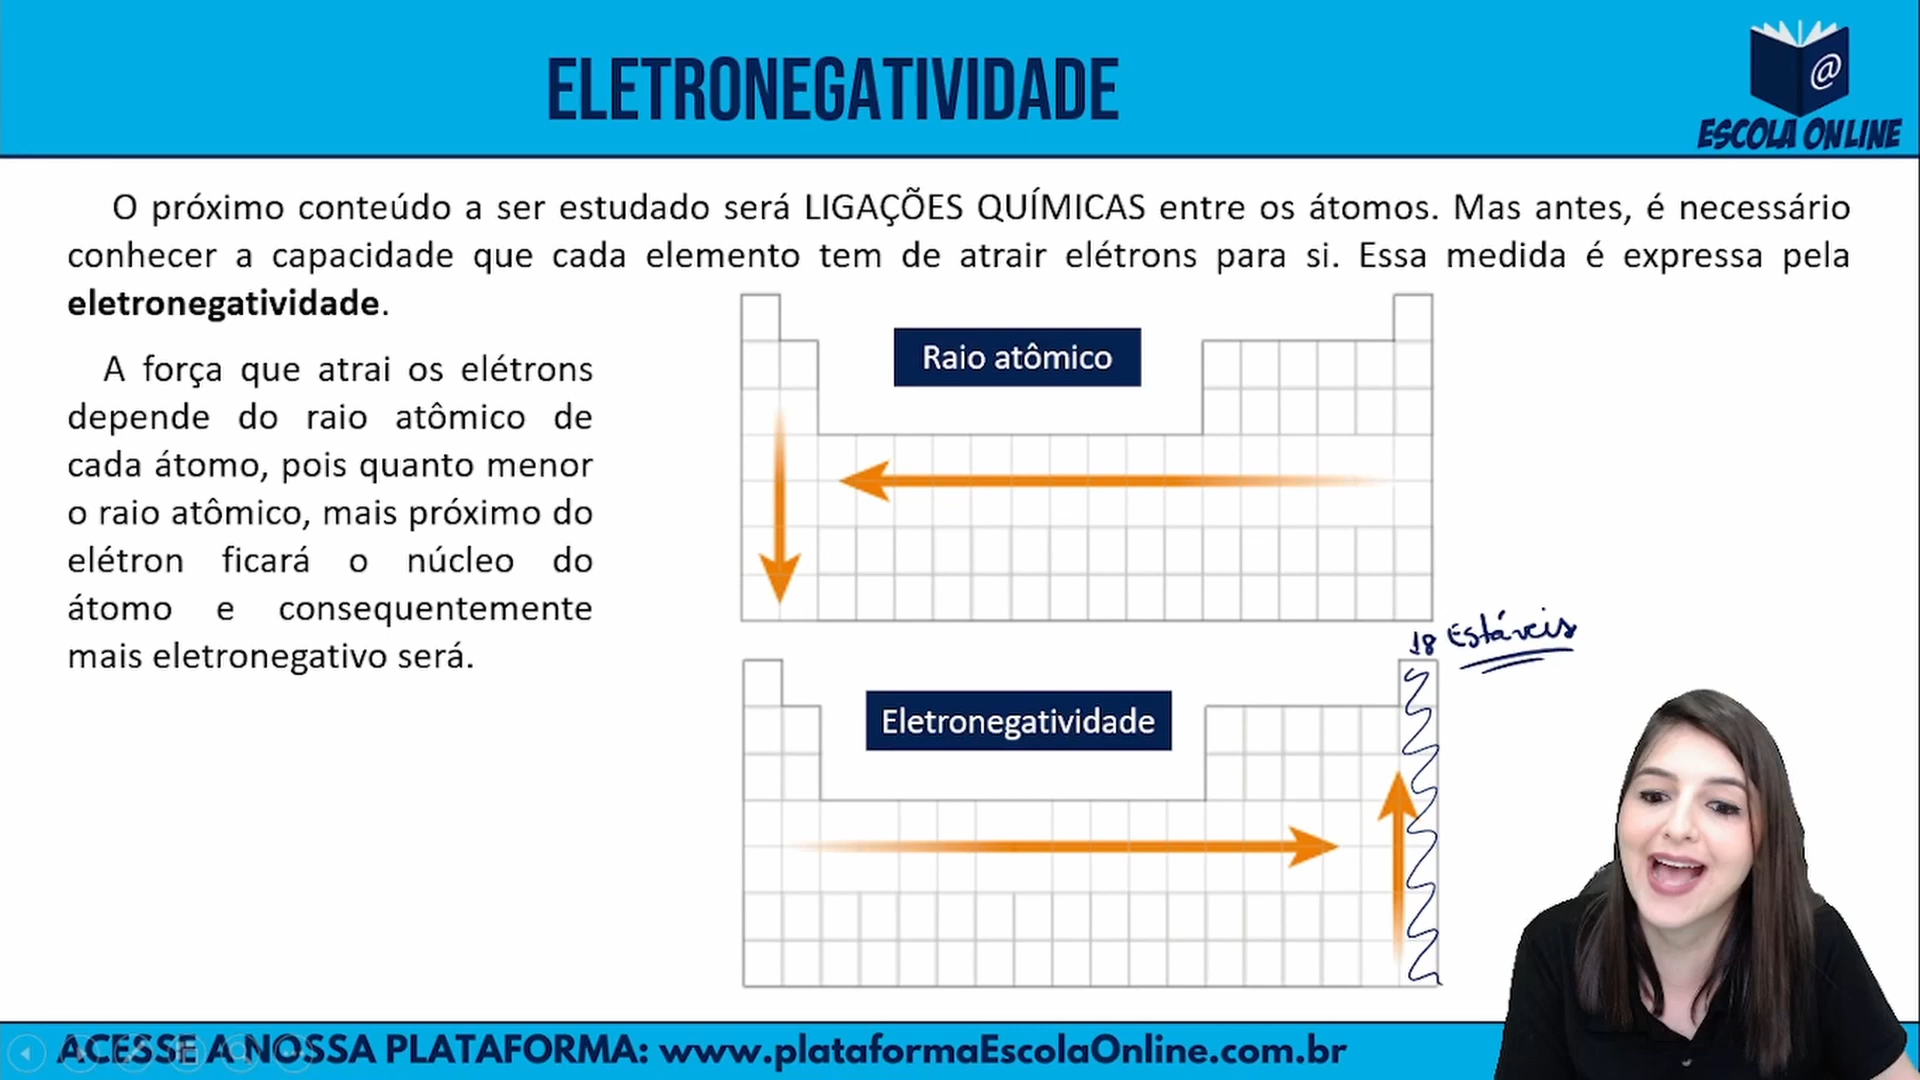 ELETRONEGATIVIDADE
@
ESCOLA ONLINE
O próximo conteúdo a ser estudado será LIGAÇÕES QUÍMICAS entre os átomos. Mas antes, é necessário
conhecer a capacidade que cada elemento tem de atrair elétrons para si. Essa medida é expressa pela
eletronegatividade.
A força que atrai os elétrons
depende do raio atômico de
cada átomo, pois quanto menor
o raio atômico, mais próximo do
elétron ficará o núcleo do
átomo e consequentemente
mais eletronegativo será.
Raio atômico
18 Estáveis
Eletronegatividade
ACESSE A NOSSA PLATAFORMA: www.plataformaEscolaOnline.com.br